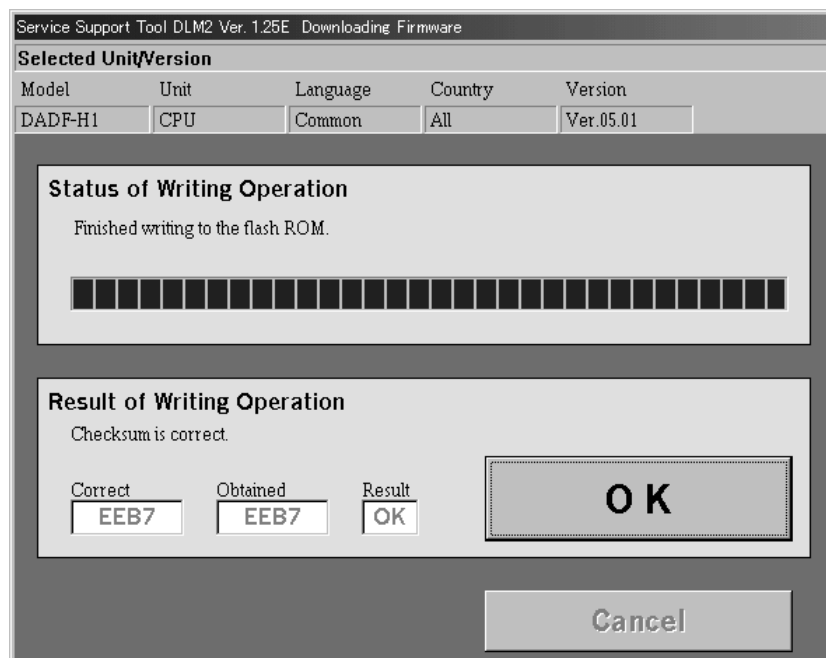 Service Support Tool DLM2 Ver. 1.25E Downloading Firmware
Selected Unit/Version
Model Unit Language Country Version
DADF-H1 CPU Common All Ver.05.01
Status of Writing Operation
Finished writing to the flash ROM.
Result of Writing Operation
Checksum is correct.
Correct Obtained Result
EEB7 EEB7 OK
OK
Cancel